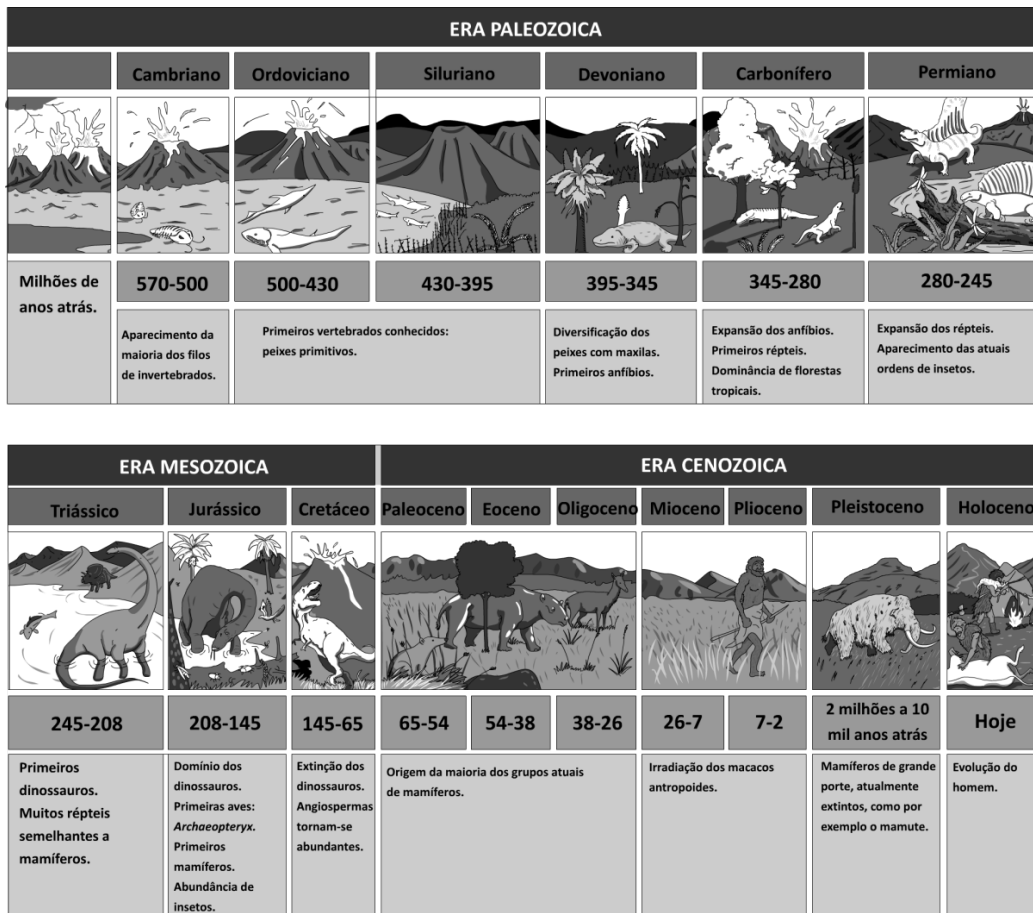 ERA PALEOZOICA
Cambriano
Ordoviciano
Siluriano
Devoniano
Carbonífero
Permiano
Milhões de
anos atrás.
570-500
500-430
430-395
395-345
345-280
280-245
Aparecimento da
maioria dos filos
de invertebrados.
Primeiros vertebrados conhecidos:
peixes primitivos.
Diversificação dos
peixes com maxilas.
Primeiros anfíbios.
Expansão dos anfíbios.
Primeiros répteis.
Dominância de florestas
tropicais.
Expansão dos répteis.
Aparecimento das atuais
ordens de insetos.
ERA MESOZOICA
ERA CENOZOICA
Triássico
Jurássico
Cretáceo
Paleoceno
Eoceno
Oligoceno
Mioceno
Plioceno
Pleistoceno
Holoceno
245-208
208-145
145-65
65-54
54-38
38-26
26-7
7-2
2 milhões a 10
mil anos atrás
Hoje
Primeiros
dinossauros.
Muitos répteis
semelhantes a
mamíferos.
Domínio dos
dinossauros.
Primeiras aves:
Archaeopteryx.
Primeiros
mamíferos.
Abundância de
insetos.
Extinção dos
dinossauros.
Angiospermas
tornam-se
abundantes.
Origem da maioria dos grupos atuais
de mamíferos.
Irradiação dos macacos
antropoides.
Mamíferos de grande
porte, atualmente
extintos, como por
exemplo o mamute.
Evolução do
homem.